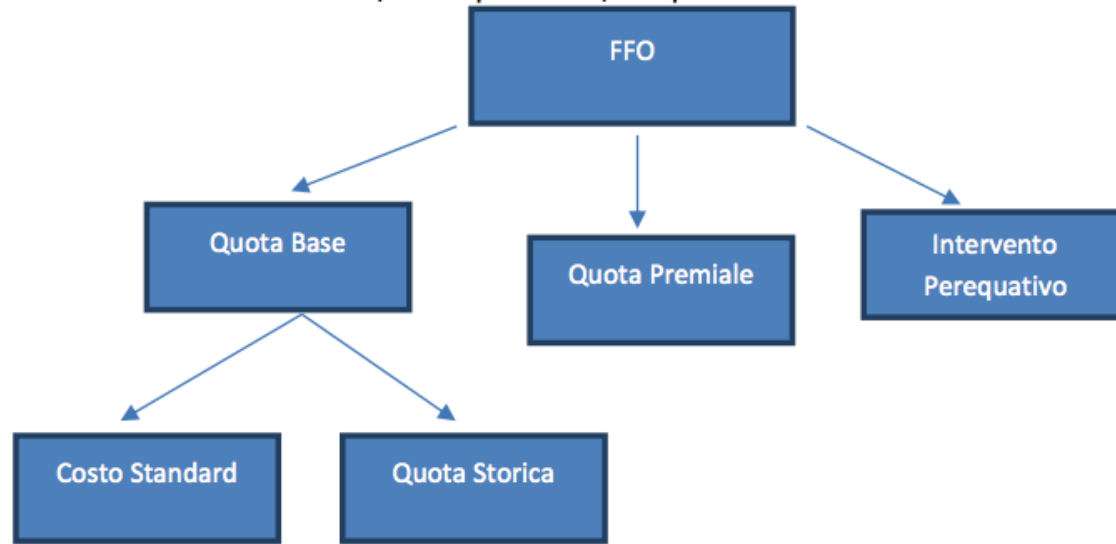 FFO
Quota Base
Quota Premiale
Intervento
Perequativo
Costo Standard
Quota Storica